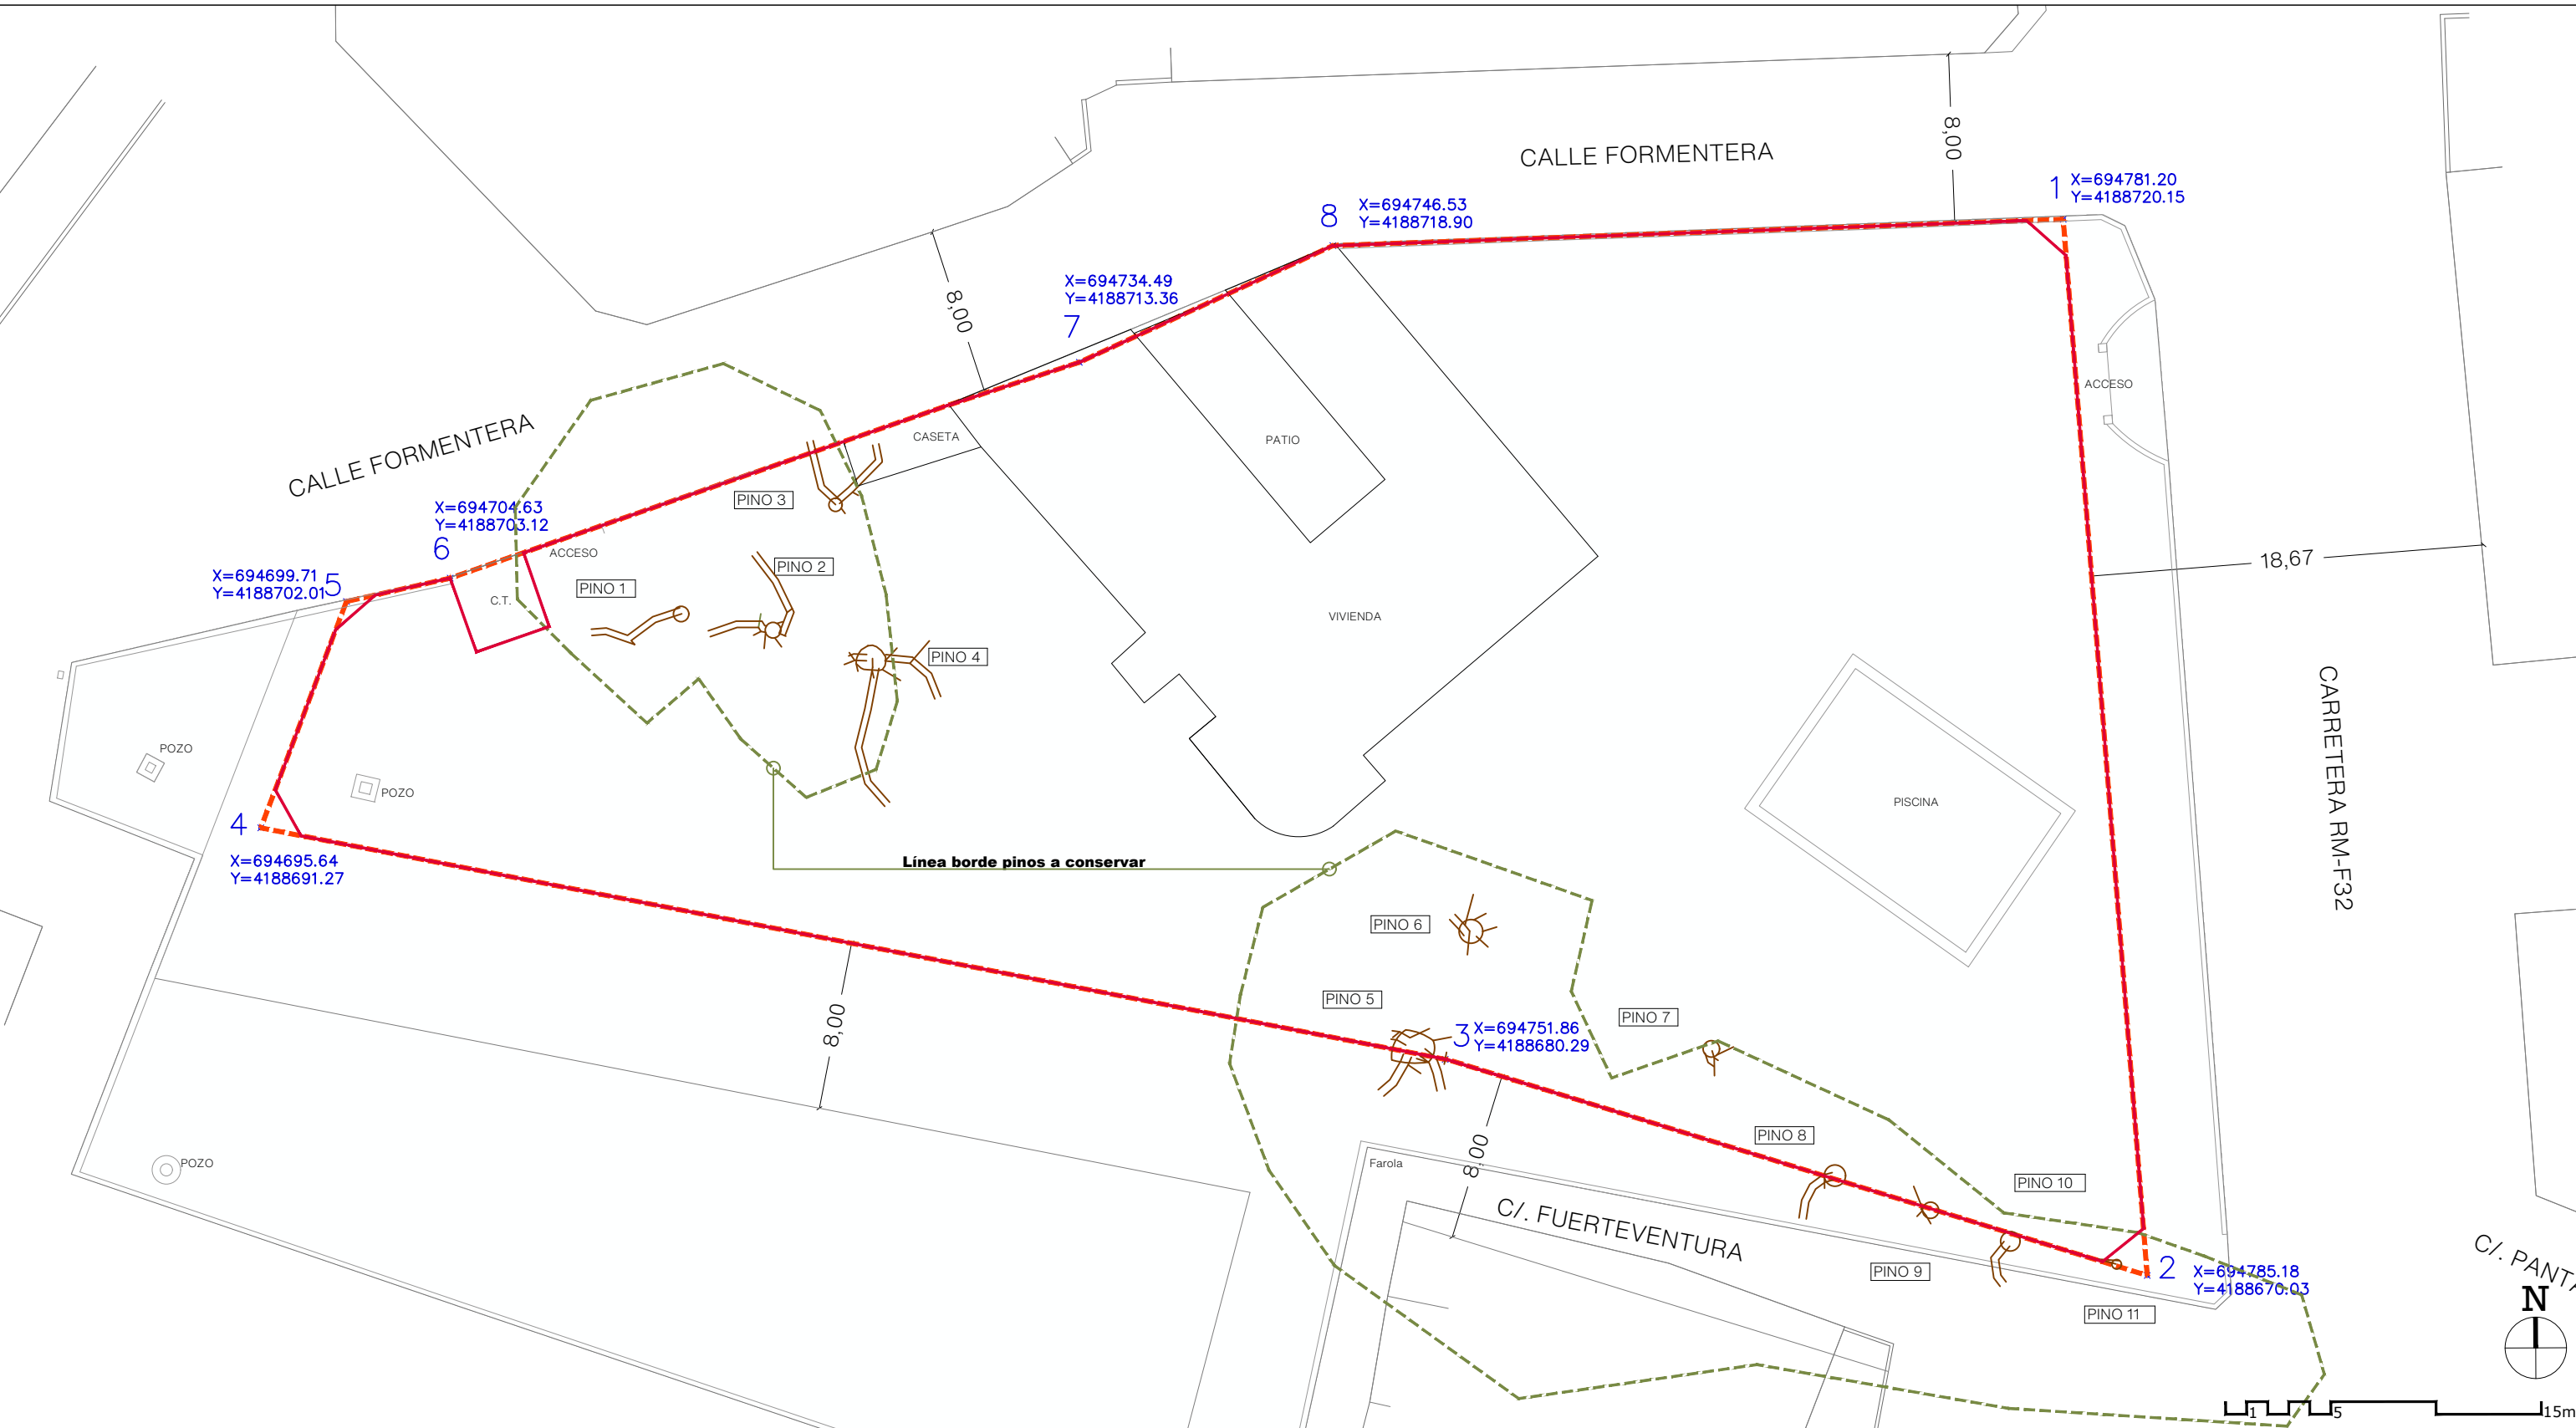 CALLE FORMENTERA
8,00
1
X=694781.20
Y=4188720.15
8
X=694746.53
Y=4188718.90
X=694734.49
Y=4188713.36
7
8,00
ACCESO
CALLE FORMENTERA
CASETA
PATIO
PINO 3
X=694704.63
Y=4188703.12
6
ACCESO
18,67
X=694699.71
Y=4188702.01
5
C.T.
PINO 1
PINO 2
VIVIENDA
PINO 4
CARRETERA RM-F32
POZO
POZO
PISCINA
4
X=694695.64
Y=4188691.27
Línea borde pinos a conservar
PINO 6
PINO 5
PINO 7
8,00
3
X=694751.86
Y=4188680.29
PINO 8
POZO
Farola
8.00
PINO 10
C/. FUERTEVENTURA
C/. PANTA
PINO 9
2
X=694785.18
Y=4188670.03
PINO 11
N
1 5 15m